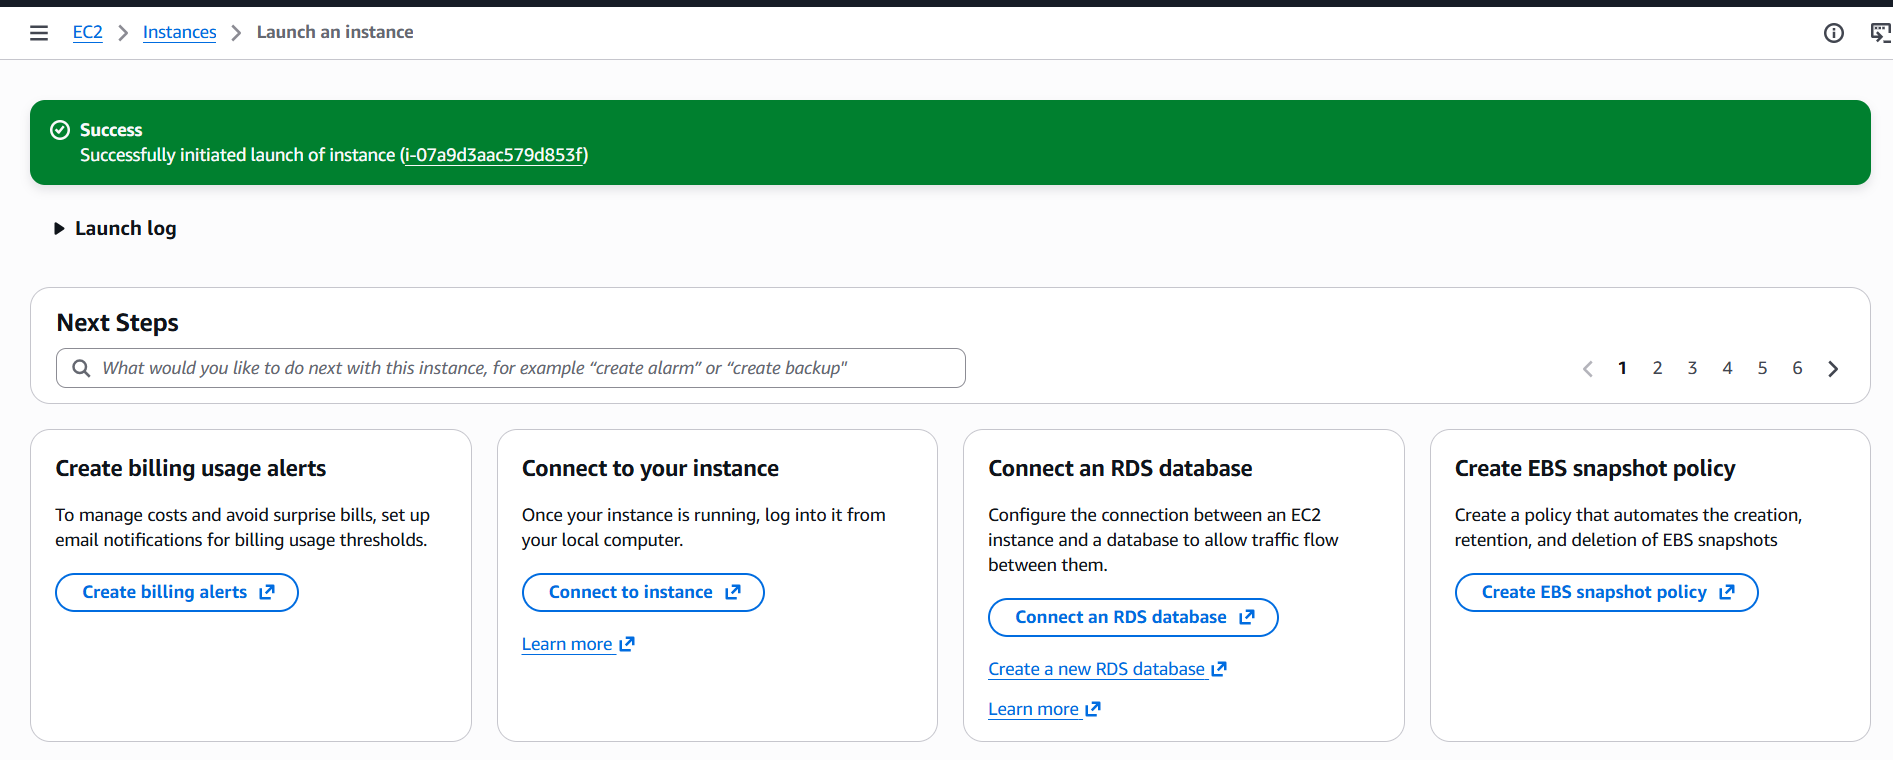 EC2 Instances Launch an instance
Success
Successfully initiated launch of instance (i-07a9d3aac579d853f)
Launch log
Next Steps
What would you like to do next with this instance, for example “create alarm” or “create backup"
1 2 3 4 5 6
Create billing usage alerts
To manage costs and avoid surprise bills, set up
email notifications for billing usage thresholds.
Create billing alerts
Connect to your instance
Once your instance is running, log into it from
your local computer.
Connect to instance
Learn more
Connect an RDS database
Configure the connection between an EC2
instance and a database to allow traffic flow
between them.
Connect an RDS database
Create a new RDS database
Learn more
Create EBS snapshot policy
Create a policy that automates the creation,
retention, and deletion of EBS snapshots
Create EBS snapshot policy